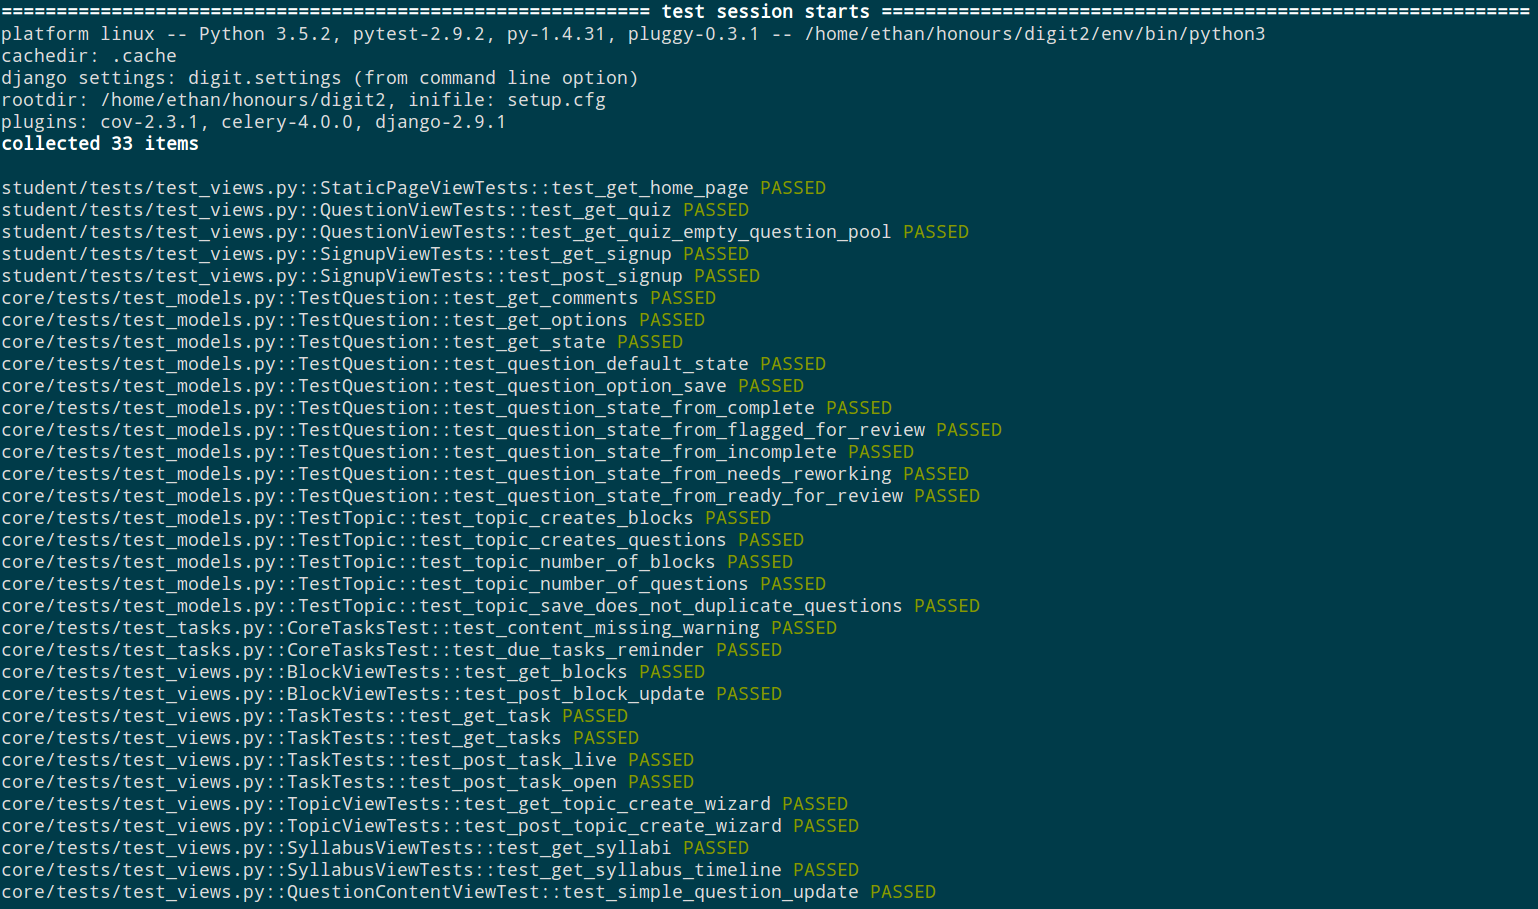 =========================================================== test session starts ===========================================================
platform linux -- Python 3.5.2, pytest-2.9.2, py-1.4.31, pluggy-0.3.1 -- /home/ethan/honours/digit2/env/bin/python3
cachedir: .cache
django settings: digit.settings (from command line option)
rootdir: /home/ethan/honours/digit2, inifile: setup.cfg
plugins: cov-2.3.1, celery-4.0.0, django-2.9.1
collected 33 items

student/tests/test_views.py::StaticPageViewTests::test_get_home_page PASSED
student/tests/test_views.py::QuestionViewTests::test_get_quiz PASSED
student/tests/test_views.py::QuestionViewTests::test_get_quiz_empty_question_pool PASSED
student/tests/test_views.py::SignupViewTests::test_get_signup PASSED
student/tests/test_views.py::SignupViewTests::test_post_signup PASSED
core/tests/test_models.py::TestQuestion::test_get_comments PASSED
core/tests/test_models.py::TestQuestion::test_get_options PASSED
core/tests/test_models.py::TestQuestion::test_get_state PASSED
core/tests/test_models.py::TestQuestion::test_question_default_state PASSED
core/tests/test_models.py::TestQuestion::test_question_option_save PASSED
core/tests/test_models.py::TestQuestion::test_question_state_from_complete PASSED
core/tests/test_models.py::TestQuestion::test_question_state_from_flagged_for_review PASSED
core/tests/test_models.py::TestQuestion::test_question_state_from_incomplete PASSED
core/tests/test_models.py::TestQuestion::test_question_state_from_needs_reworking PASSED
core/tests/test_models.py::TestQuestion::test_question_state_from_ready_for_review PASSED
core/tests/test_models.py::TestTopic::test_topic_creates_blocks PASSED
core/tests/test_models.py::TestTopic::test_topic_creates_questions PASSED
core/tests/test_models.py::TestTopic::test_topic_number_of_blocks PASSED
core/tests/test_models.py::TestTopic::test_topic_number_of_questions PASSED
core/tests/test_models.py::TestTopic::test_topic_save_does_not_duplicate_questions PASSED
core/tests/test_tasks.py::CoreTasksTest::test_content_missing_warning PASSED
core/tests/test_tasks.py::CoreTasksTest::test_due_tasks_reminder PASSED
core/tests/test_views.py::BlockViewTests::test_get_blocks PASSED
core/tests/test_views.py::BlockViewTests::test_post_block_update PASSED
core/tests/test_views.py::TaskTests::test_get_task PASSED
core/tests/test_views.py::TaskTests::test_get_tasks PASSED
core/tests/test_views.py::TaskTests::test_post_task_live PASSED
core/tests/test_views.py::TaskTests::test_post_task_open PASSED
core/tests/test_views.py::TopicViewTests::test_get_topic_create_wizard PASSED
core/tests/test_views.py::TopicViewTests::test_post_topic_create_wizard PASSED
core/tests/test_views.py::SyllabusViewTests::test_get_syllabi PASSED
core/tests/test_views.py::SyllabusViewTests::test_get_syllabus_timeline PASSED
core/tests/test_views.py::QuestionContentViewTest::test_simple_question_update PASSED